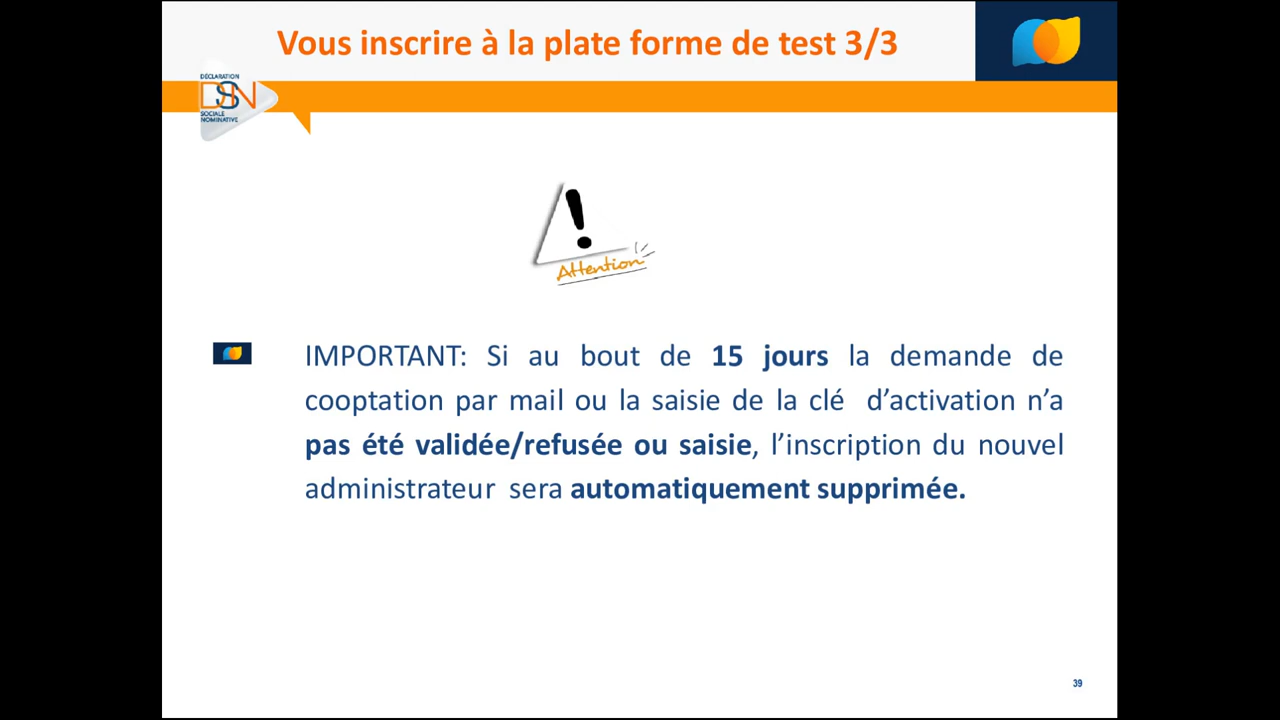 Vous inscrire à la plate forme de test 3/3
DÉCLARATION
DSN
SOCIALE
NOMINATIVE
Attention
IMPORTANT: Si au bout de 15 jours la demande de
cooptation par mail ou la saisie de la clé d’activation n’a
pas été validée/refusée ou saisie, l’inscription du nouvel
administrateur sera automatiquement supprimée.
39